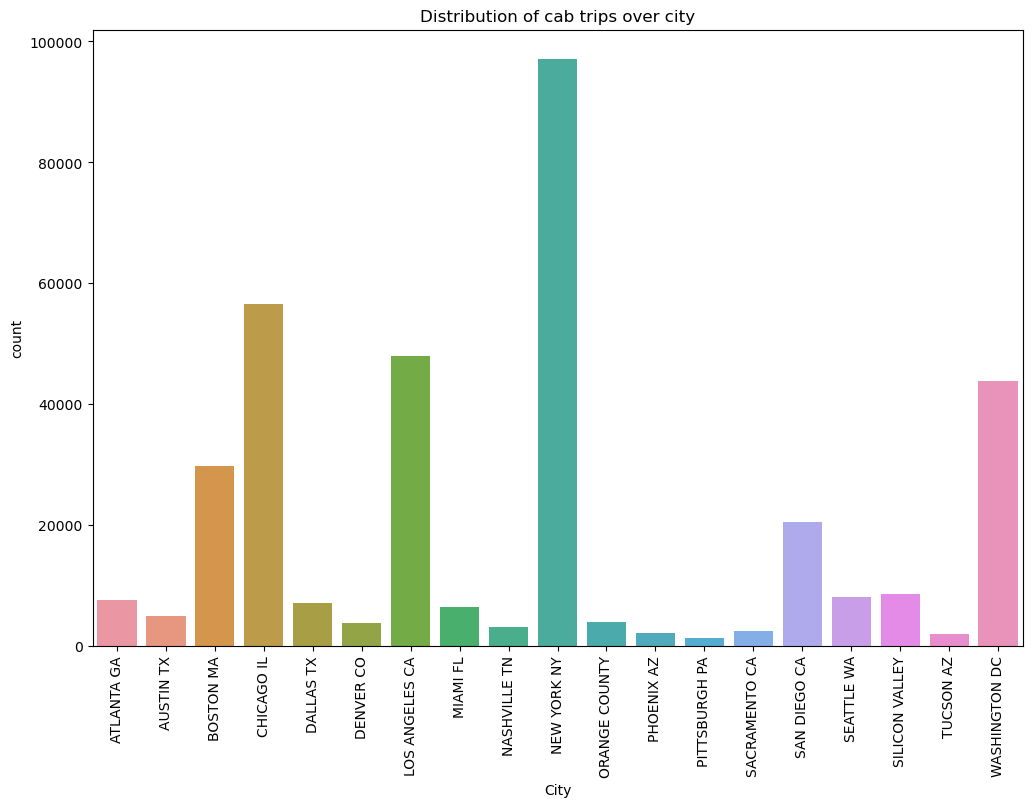 Distribution of cab trips over city
100000
80000
60000
40000
20000
0
count
ATLANTA GA
AUSTIN TX
BOSTON MA
CHICAGO IL
DALLAS TX
DENVER CO
LOS ANGELES CA
MIAMI FL
NASHVILLE TN
NEW YORK NY
ORANGE COUNTY
PHOENIX AZ
PITTSBURGH PA
SACRAMENTO CA
SAN DIEGO CA
SEATTLE WA
SILICON VALLEY
TUCSON AZ
WASHINGTON DC
City